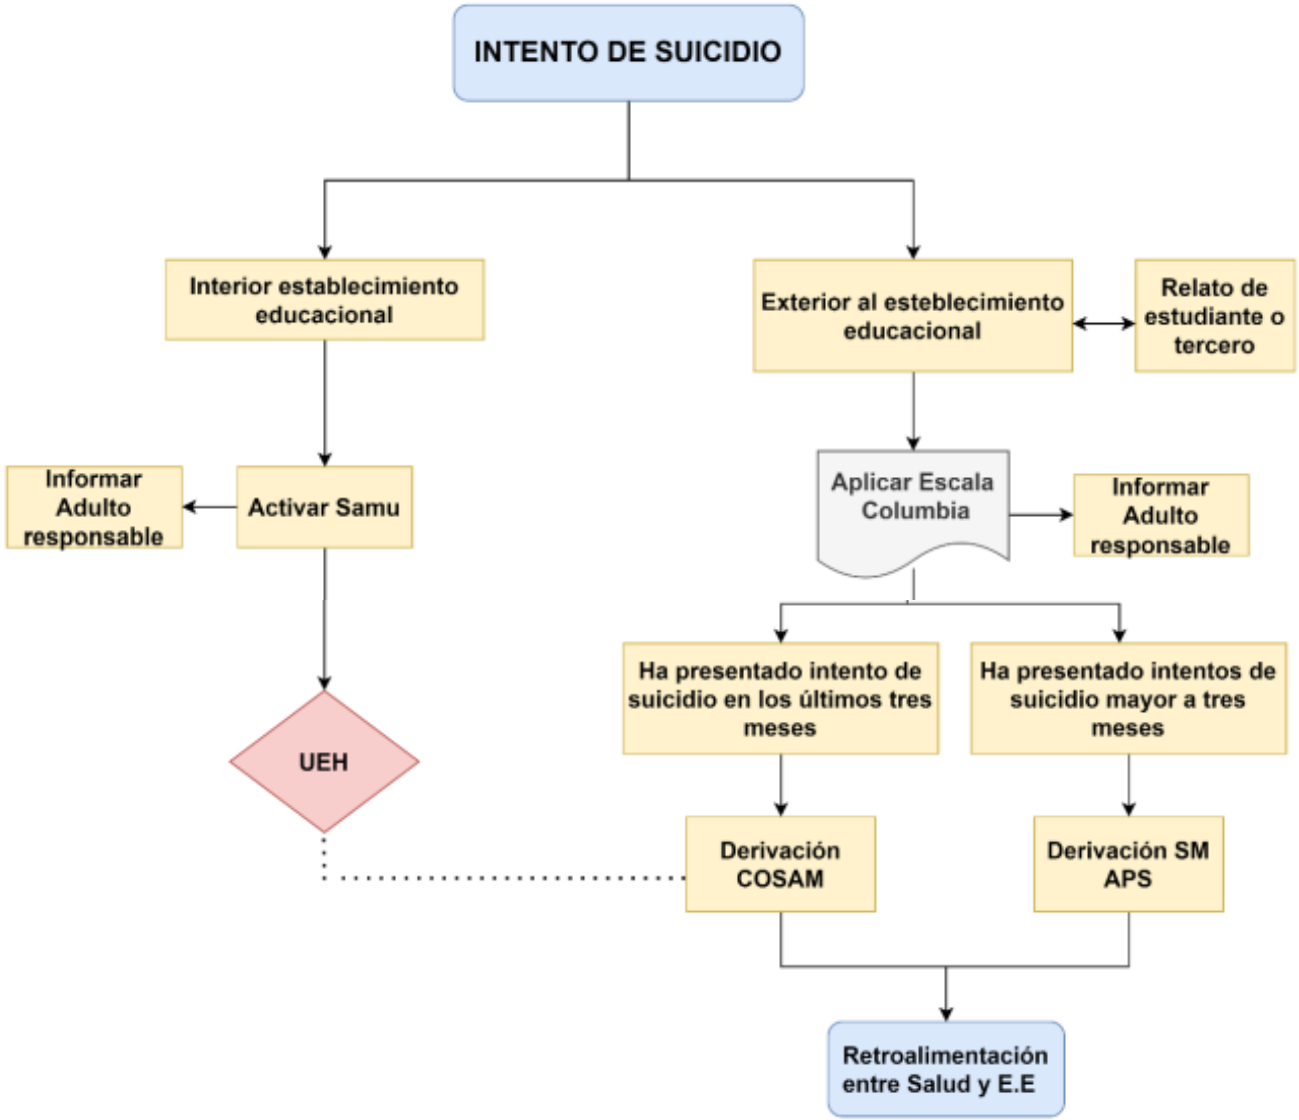 INTENTO DE SUICIDIO
Interior establecimiento
educacional
Exterior al esteblecimiento
educacional
Relato de
estudiante o
tercero
Informar
Adulto
responsable
Activar Samu
Aplicar Escala
Columbia
Informar
Adulto
responsable
Ha presentado intento de
suicidio en los últimos tres
meses
Ha presentado intentos de
suicidio mayor a tres
meses
UEH
Derivación
COSAM
Derivación SM
APS
Retroalimentación
entre Salud y E.E